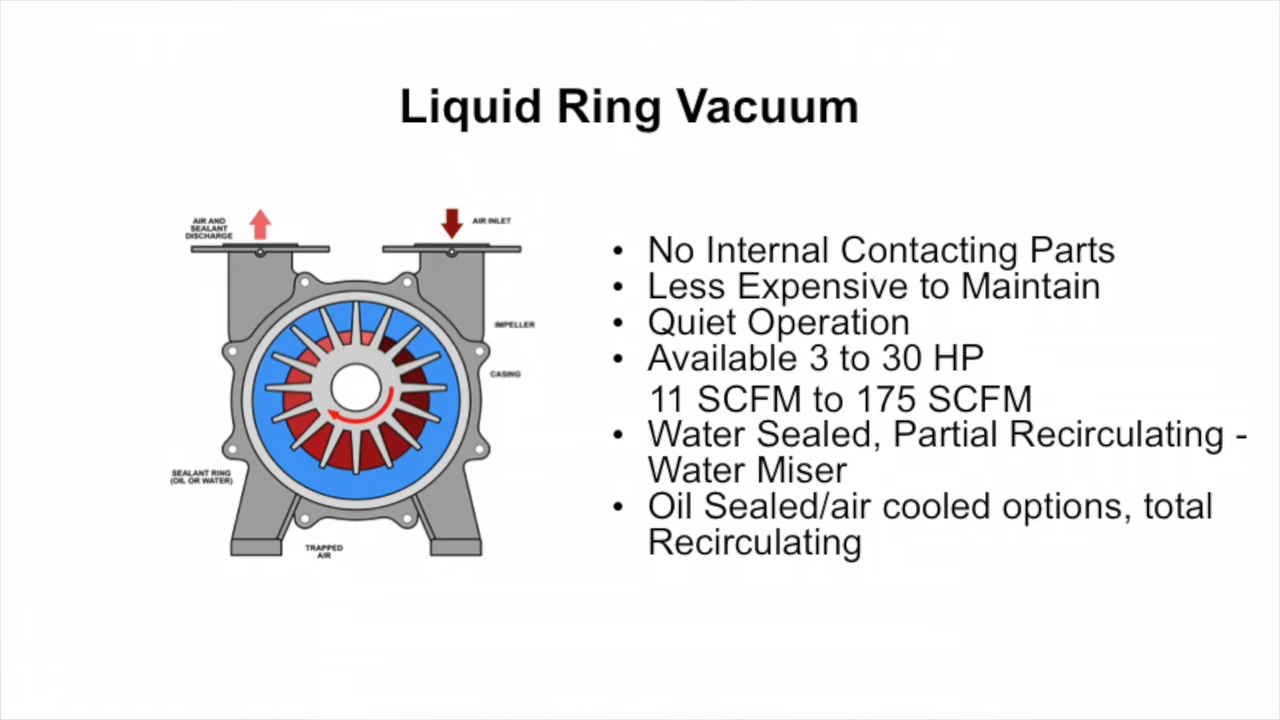 Liquid Ring Vacuum
AIR AND
SEALANT
DISCHARGE
AIR INLET
IMPELLER
CASING
SEALANT RING
(OIL OR WATER)
TRAPPED
AIR
• No Internal Contacting Parts
• Less Expensive to Maintain
• Quiet Operation
• Available 3 to 30 HP
11 SCFM to 175 SCFM
• Water Sealed, Partial Recirculating -
Water Miser
• Oil Sealed/air cooled options, total
Recirculating